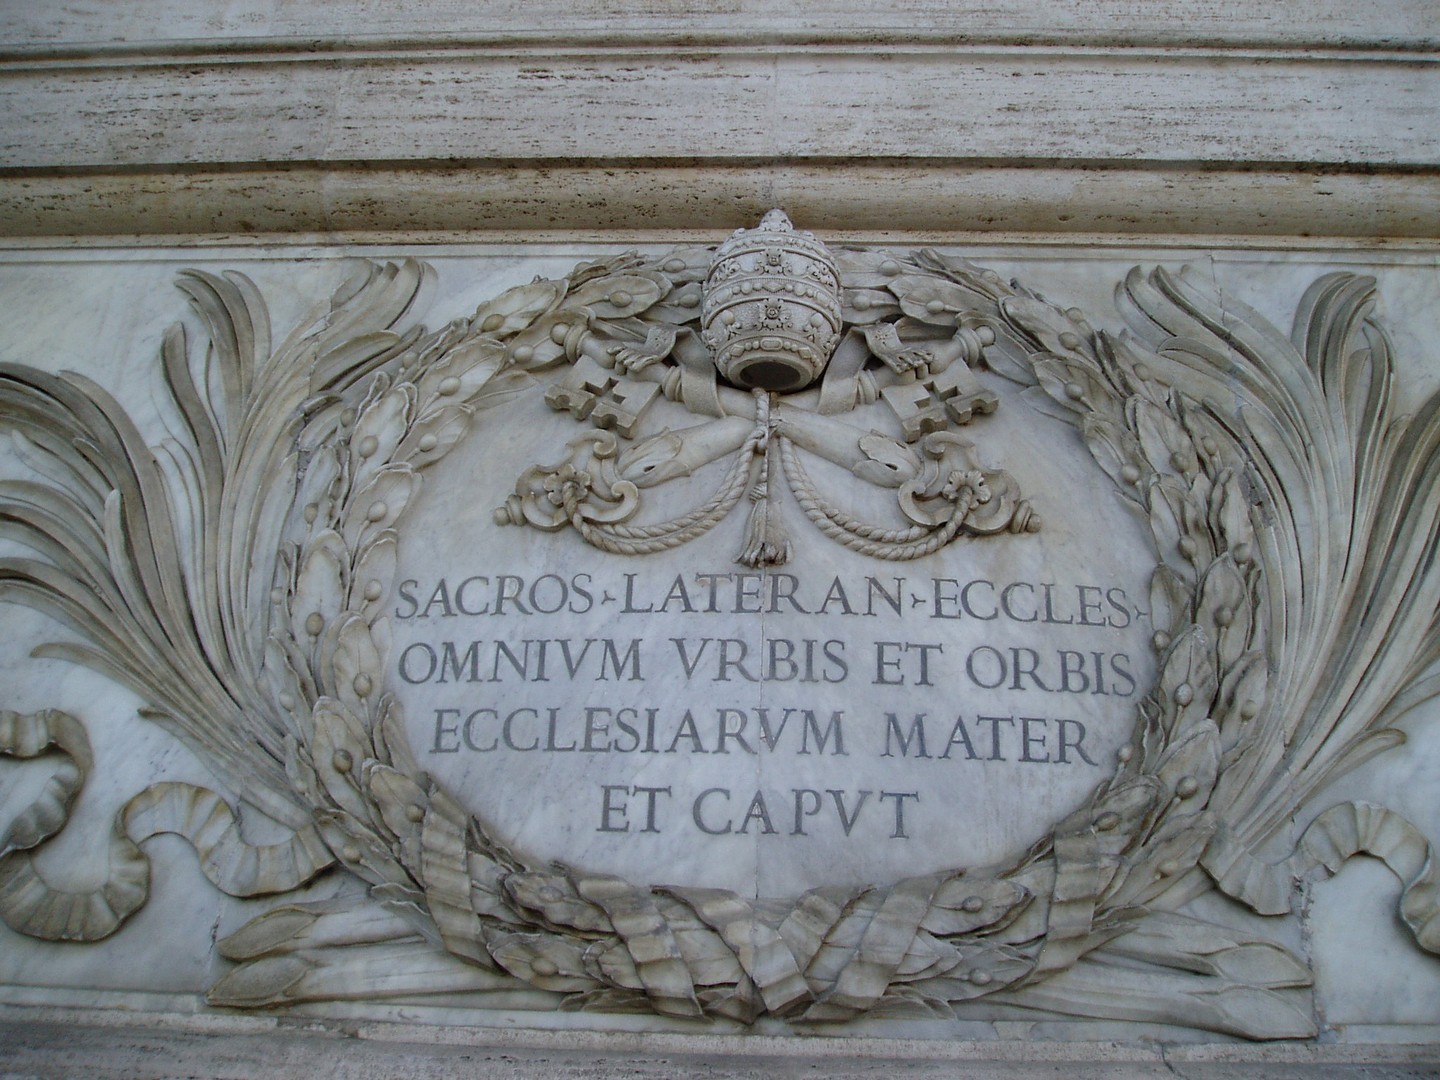 SACROS·LATERAN·ECCLES·
OMNIVM VRBIS ET ORBIS
ECCLESIARVM MATER
ET CAPVT